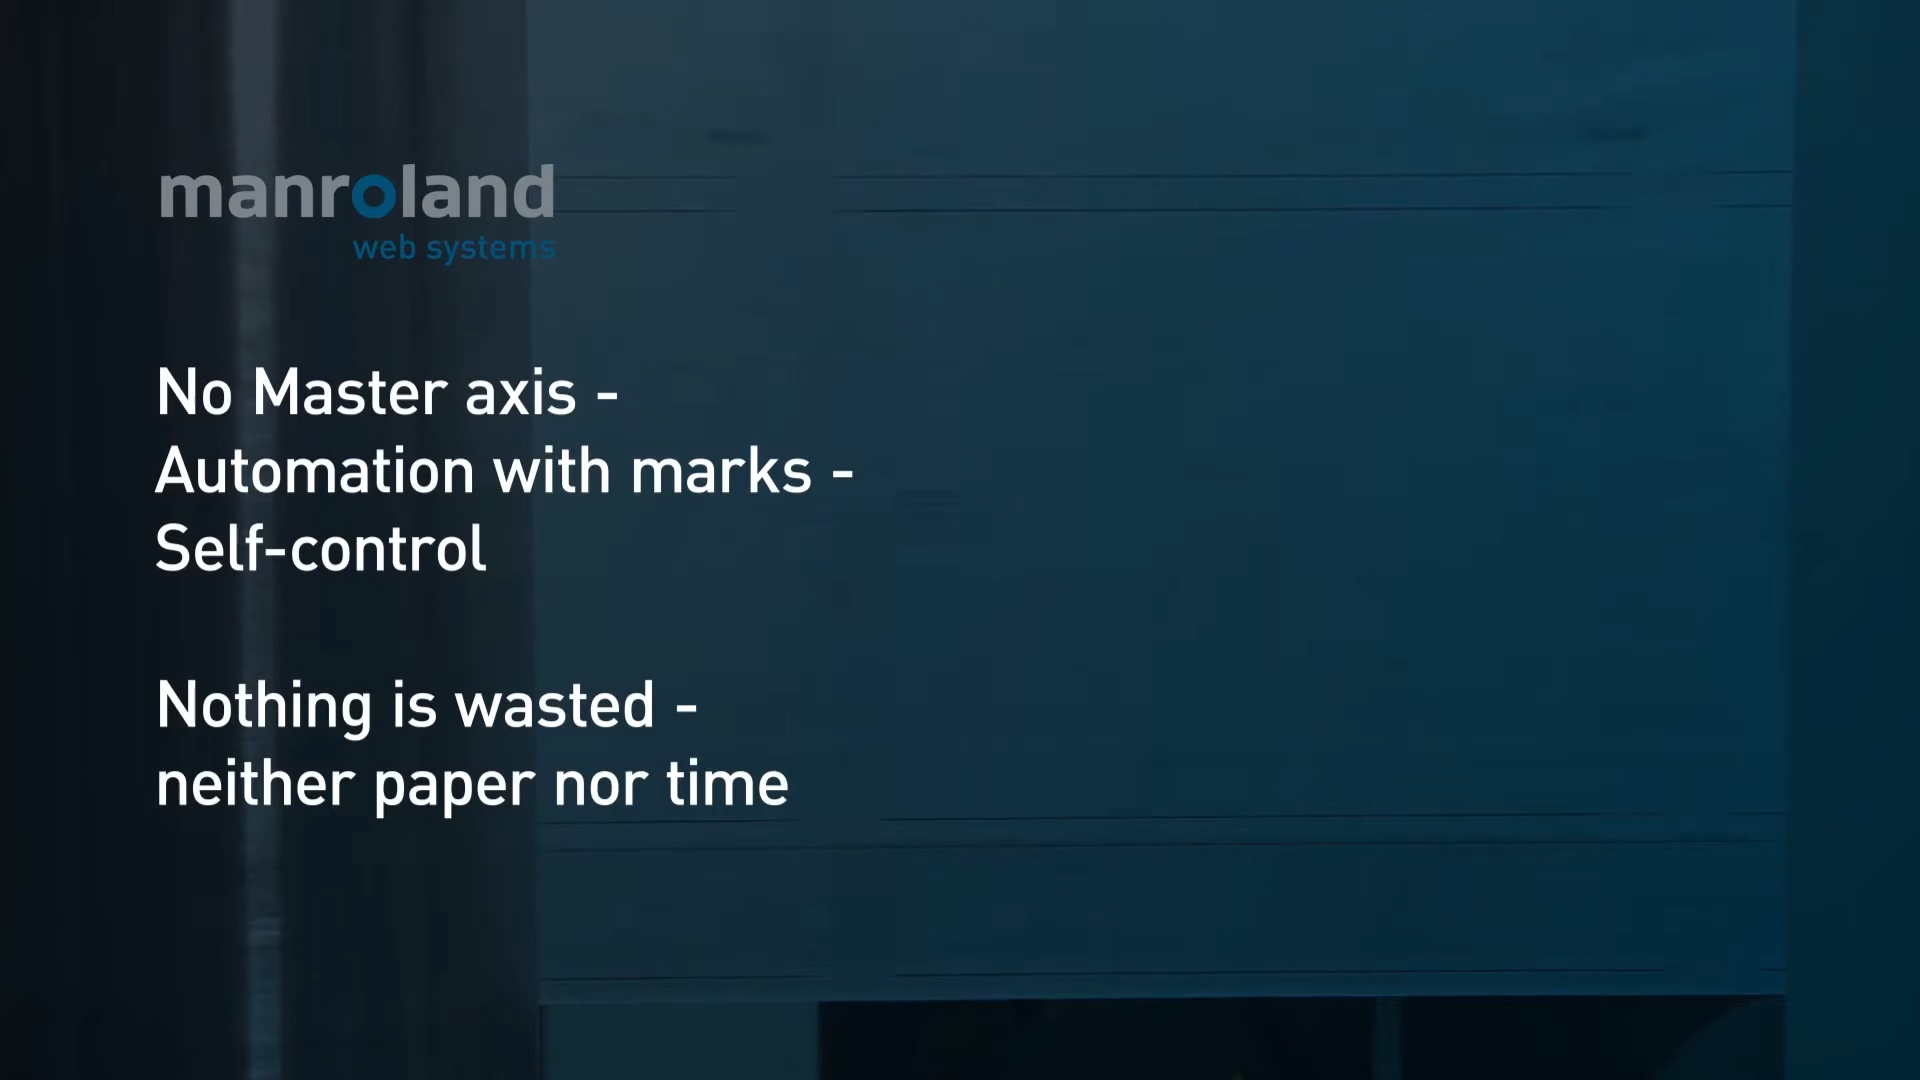 manroland
web systems
No Master axis -
Automation with marks -
Self-control
Nothing is wasted -
neither paper nor time